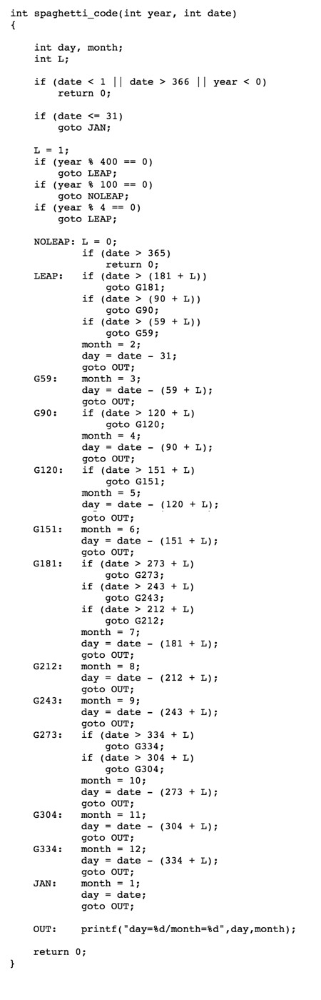 int spaghetti_code(int year, int date)
{
int day, month;
int L;
if (date < 1 || date > 366 || year < 0)
return 0;
if (date <= 31)
goto JAN;
L = 1;
if (year % 400 == 0)
goto LEAP;
if (year % 100 == 0)
goto NOLEAP;
if (year % 4 == 0)
goto LEAP;
NOLEAP: L = 0;
if (date > 365)
return 0;
LEAP: if (date > (181 + L))
goto G181;
if (date > (90 + L))
goto G90;
if (date > (59 + L))
goto G59;
month = 2;
day = date - 31;
goto OUT;
G59: month = 3;
day = date - (59 + L);
goto OUT;
G90: if (date > 120 + L)
goto G120;
month = 4;
day = date - (90 + L);
goto OUT;
G120: if (date > 151 + L)
goto G151;
month = 5;
day = date - (120 + L);
goto OUT;
G151: month = 6;
day = date - (151 + L);
goto OUT;
G181: if (date > 273 + L)
goto G273;
if (date > 243 + L)
goto G243;
if (date > 212 + L)
goto G212;
month = 7;
day = date - (181 + L);
goto OUT;
G212: month = 8;
day = date - (212 + L);
goto OUT;
G243: month = 9;
day = date - (243 + L);
goto OUT;
G273: if (date > 334 + L)
goto G334;
if (date > 304 + L)
goto G304;
month = 10;
day = date - (273 + L);
goto OUT;
G304: month = 11;
day = date - (304 + L);
goto OUT;
G334: month = 12;
day = date - (334 + L);
goto OUT;
JAN: month = 1;
day = date;
goto OUT;
OUT: printf("day=%d/month=%d",day,month);
return 0;
}